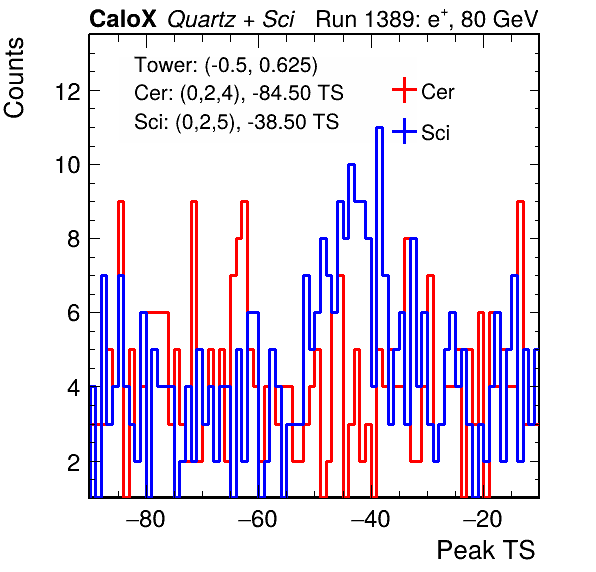 CaloX Quartz + Sci Run 1389: e+, 80 GeV
Counts
Tower: (-0.5, 0.625)
Cer: (0,2,4), -84.50 TS
Sci: (0,2,5), -38.50 TS
Cer
Sci
12
10
8
6
4
2
−80 −60 −40 −20
Peak TS